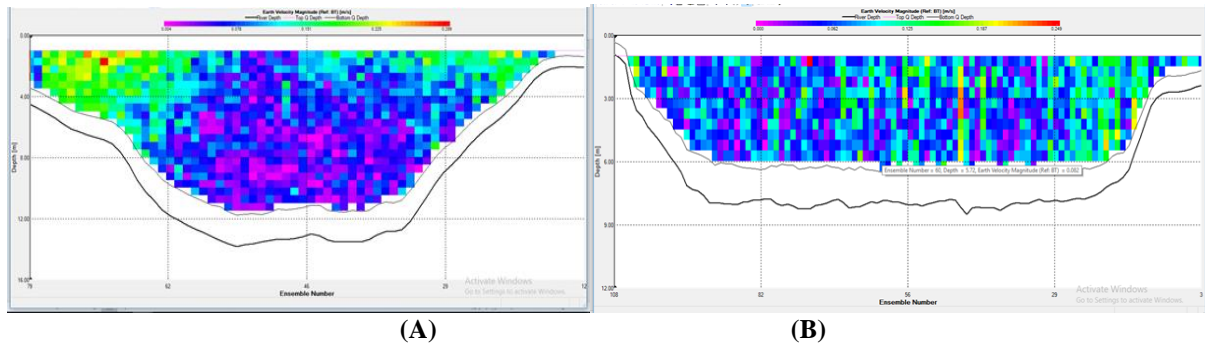 Earth Velocity Magnitude (Ref: BT) [m/s]
River Depth Top Q Depth Bottom Q Depth
0.004 0.078 0.151 0.225 0.299
0.00
4.00
8.00
12.00
16.00
Depth [m]
79 62 46 29 12
Ensemble Number
Activate Windows
Go to Settings to activate Windows.
(A)
Earth Velocity Magnitude (Ref: BT) [m/s]
River Depth Top Q Depth Bottom Q Depth
0.000 0.062 0.125 0.187 0.249
0.00
3.00
6.00
9.00
12.00
Depth [m]
Ensemble Number = 60, Depth = 5.72, Earth Velocity Magnitude (Ref: BT) = 0.082
108 82 56 29 3
Ensemble Number
Activate Windows
Go to Settings to activate Windows.
(B)